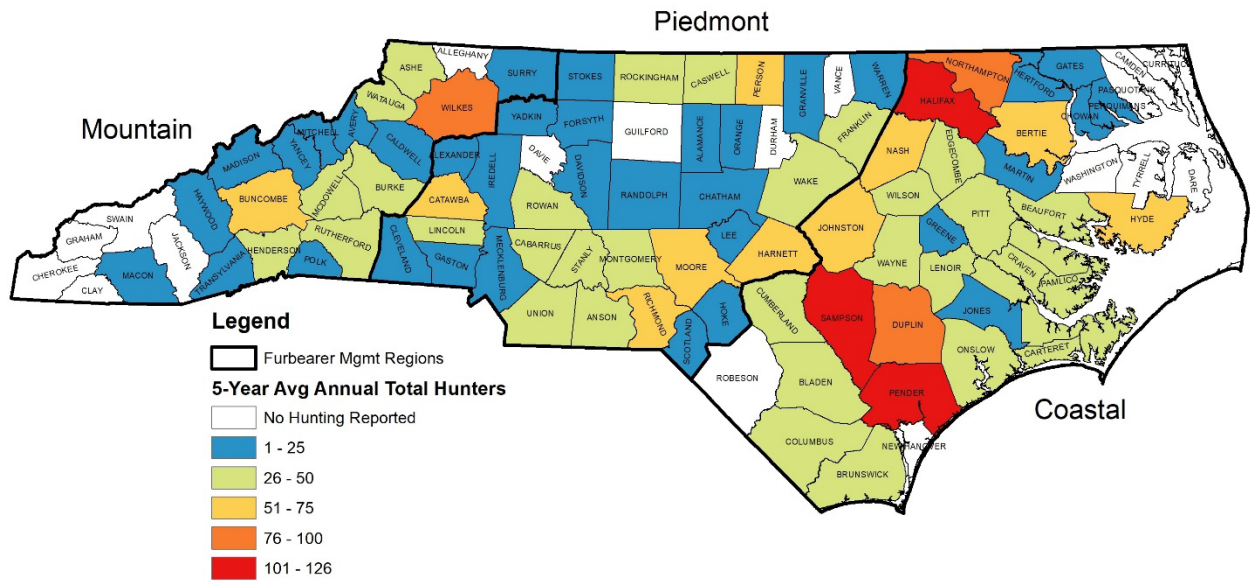 Piedmont
Mountain
Coastal
ALLEGHANY
ASHE
SURRY
STOKES
ROCKINGHAM
CASWELL
PERSON
GRANVILLE
VANCE
WARREN
NORTHAMPTON
HERTFORD
GATES
CAMDEN
CURRITUCK
PASQUOTANK
PERQUIMANS
CHOWAN
WATAUGA
WILKES
YADKIN
FORSYTH
GUILFORD
ALAMANCE
ORANGE
DURHAM
FRANKLIN
HALIFAX
BERTIE
MITCHELL
AVERY
YANCEY
CALDWELL
ALEXANDER
IREDELL
DAVIE
DAVIDSON
RANDOLPH
CHATHAM
WAKE
NASH
EDGECOMBE
MARTIN
WASHINGTON
TYRRELL
DARE
MADISON
HAYWOOD
BUNCOMBE
MCDOWELL
BURKE
CATAWBA
ROWAN
LINCOLN
WILSON
PITT
BEAUFORT
HYDE
SWAIN
GRAHAM
JACKSON
CHEROKEE
CLAY
MACON
TRANSYLVANIA
HENDERSON
POLK
RUTHERFORD
CLEVELAND
GASTON
MECKLENBURG
CABARRUS
STANLY
MONTGOMERY
MOORE
LEE
HARNETT
JOHNSTON
WAYNE
GREENE
LENOIR
CRAVEN
PAMLICO
UNION
ANSON
RICHMOND
SCOTLAND
HOKE
CUMBERLAND
SAMPSON
DUPLIN
JONES
ONSLOW
CARTERET
ROBESON
BLADEN
PENDER
COLUMBUS
NEW HANOVER
BRUNSWICK
Legend
Furbearer Mgmt Regions
5-Year Avg Annual Total Hunters
No Hunting Reported
1 - 25
26 - 50
51 - 75
76 - 100
101 - 126